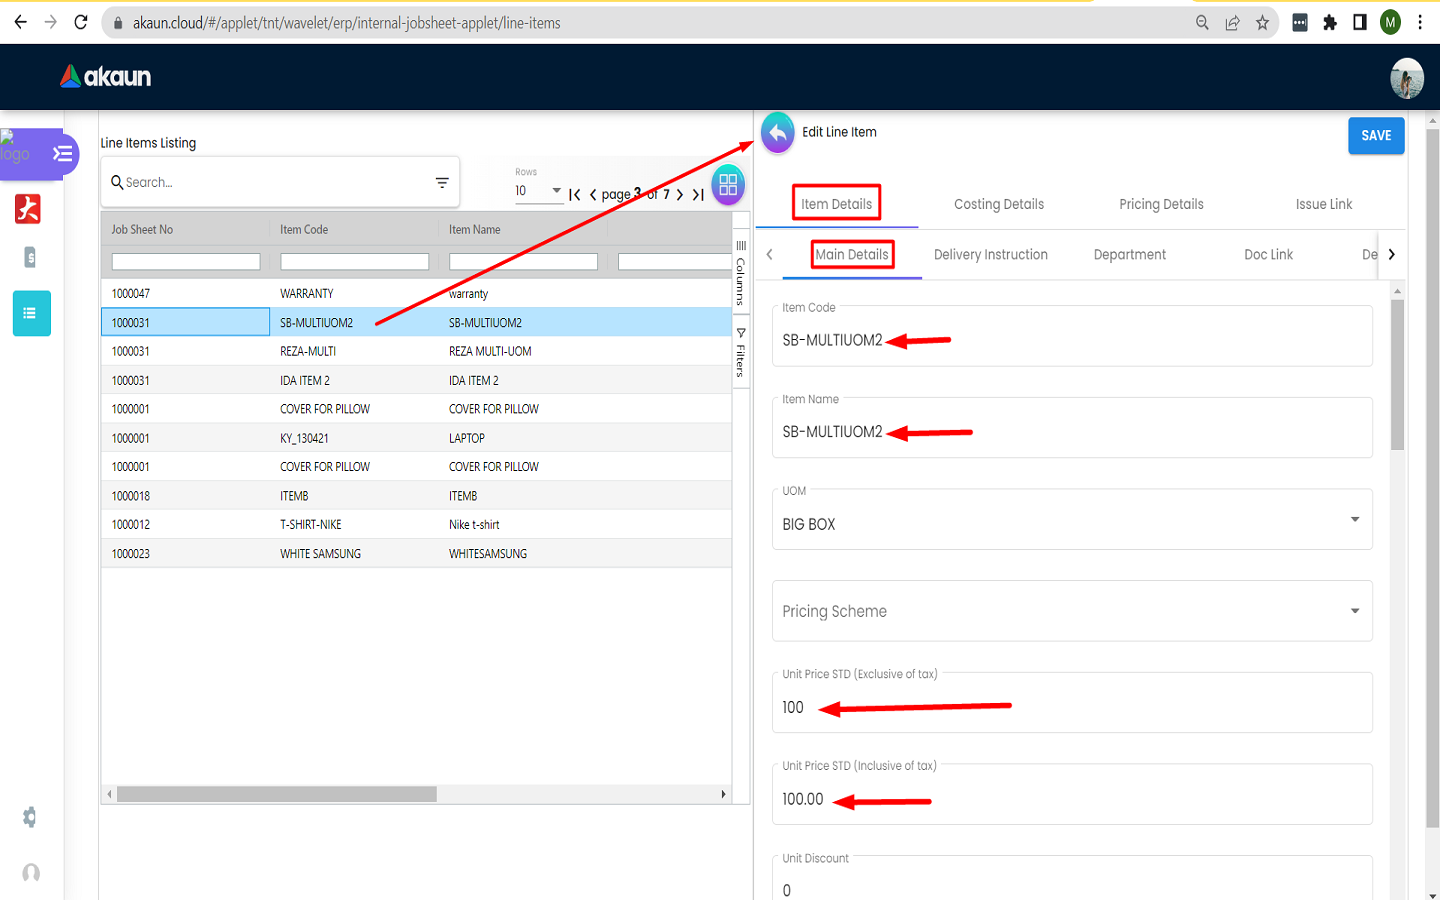 akaun.cloud/#/applet/tnt/wavelet/erp/internal-jobsheet-applet/line-items
M
akaun
logo
Line Items Listing
Search...
Rows
10
page 3 of 7
Job Sheet No Item Code Item Name
1000047 WARRANTY warranty
1000031 SB-MULTIUOM2 SB-MULTIUOM2
1000031 REZA-MULTI REZA MULTI-UOM
1000031 IDA ITEM 2 IDA ITEM 2
1000001 COVER FOR PILLOW COVER FOR PILLOW
1000001 KY_130421 LAPTOP
1000001 COVER FOR PILLOW COVER FOR PILLOW
1000018 ITEMB ITEMB
1000012 T-SHIRT-NIKE Nike t-shirt
1000023 WHITE SAMSUNG WHITESAMSUNG
Columns
Filters
Edit Line Item
SAVE
Item Details Costing Details Pricing Details Issue Link
Main Details Delivery Instruction Department Doc Link De
Item Code
SB-MULTIUOM2
Item Name
SB-MULTIUOM2
UOM
BIG BOX
Pricing Scheme
Unit Price STD (Exclusive of tax)
100
Unit Price STD (Inclusive of tax)
100.00
Unit Discount
0